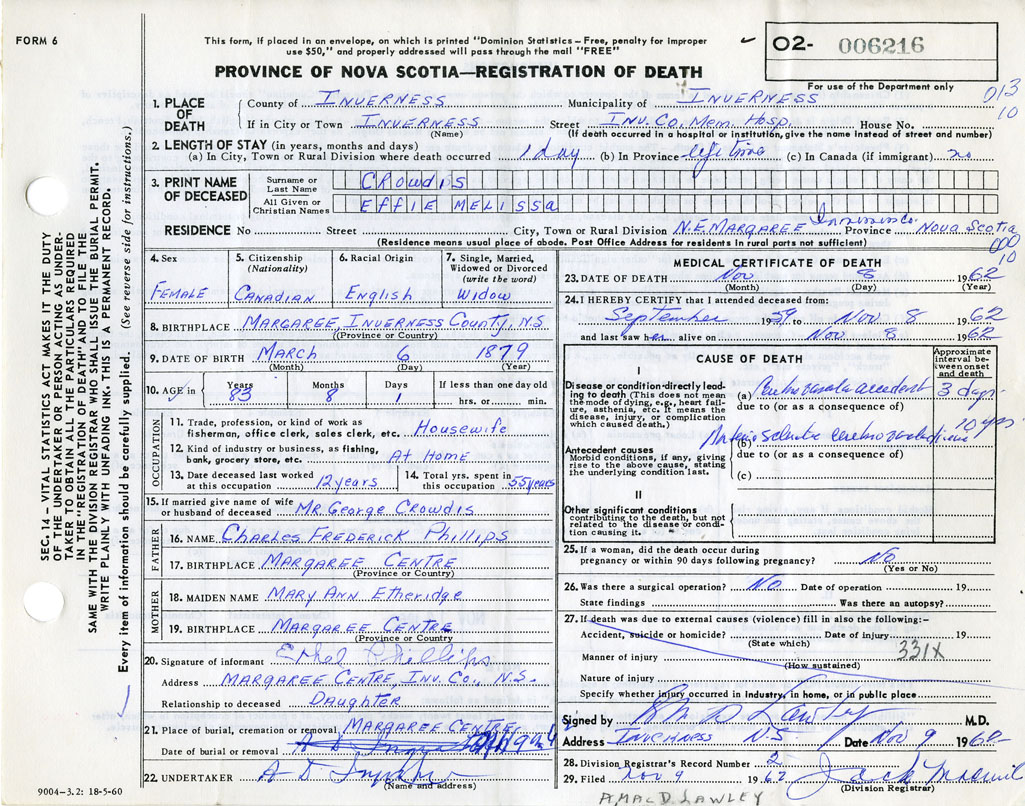 FORM 6
This form, if placed in an envelope, on which is printed "Dominion Statistics – Free, penalty for improper
use $50," and properly addressed will pass through the mail "FREE"
O2- 006216
For use of the Department only
PROVINCE OF NOVA SCOTIA—REGISTRATION OF DEATH
013
10
1. PLACE OF DEATH
County of INVERNESS Municipality of INVERNESS
If in City or Town INVERNESS Street INV. CO. MEM. HOSP. House No.
(Name) (If death occurred in a hospital or institution, give the name instead of street and number)
2. LENGTH OF STAY (in years, months and days)
(a) In City, Town or Rural Division where death occurred 1 day (b) In Province life time (c) In Canada (if immigrant) no
3. PRINT NAME OF DECEASED
Surname or Last Name CROWDIS
All Given or Christian Names EFFIE MELISSA
RESIDENCE No Street City, Town or Rural Division N.E. MARGAREE Inverness Co. Province NOVA SCOTIA
(Residence means usual place of abode. Post Office Address for residents in rural parts not sufficient)
000
10
4. Sex FEMALE
5. Citizenship (Nationality) CANADIAN
6. Racial Origin ENGLISH
7. Single, Married, Widowed or Divorced (write the word) WIDOW
8. BIRTHPLACE MARGAREE, INVERNESS COUNTY, N.S.
(Province or Country)
9. DATE OF BIRTH MARCH 6 1879
(Month) (Day) (Year)
10. AGE in Years 83 Months 8 Days 1 If less than one day old hrs. or min.
OCCUPATION
11. Trade, profession, or kind of work as
fisherman, office clerk, sales clerk, etc. Housewife
12. Kind of industry or business, as fishing,
bank, grocery store, etc. At Home
13. Date deceased last worked at this occupation 12 years
14. Total yrs. spent in this occupation 55 years
15. If married give name of wife
or husband of deceased Mr George Crowdis
FATHER
16. NAME CHARLES FREDERICK PHILLIPS
17. BIRTHPLACE MARGAREE CENTRE
(Province or Country)
MOTHER
18. MAIDEN NAME MARY ANN Etheridge
19. BIRTHPLACE MARGAREE CENTRE
(Province or Country)
20. Signature of informant Ethel Phillips
Address MARGAREE CENTRE, INV. CO., N.S.
Relationship to deceased DAUGHTER
21. Place of burial, cremation or removal MARGAREE CENTRE
Date of burial or removal
22. UNDERTAKER A D
(Name and address)
9004-3.2: 18-5-60
MEDICAL CERTIFICATE OF DEATH
23. DATE OF DEATH Nov 8 1962
(Month) (Day) (Year)
24. I HEREBY CERTIFY that I attended deceased from:
September 1959 to Nov 8 1962
and last saw her alive on Nov 8 1962
CAUSE OF DEATH
Approximate interval between onset and death
I
Disease or condition directly leading to death (This does not mean the mode of dying, e.g., heart failure, asthenia, etc. It means the disease, injury, or complication which caused death.)
(a) Cerebrovascular accident 3 days
due to (or as a consequence of)
Antecedent causes
Morbid conditions, if any, giving rise to the above cause, stating the underlying condition last.
(b) Arteriosclerotic cerebrovascular disease 10 yrs
due to (or as a consequence of)
(c)
II
Other significant conditions contributing to the death, but not related to the disease or condition causing it.
25. If a woman, did the death occur during
pregnancy or within 90 days following pregnancy? No
(Yes or No)
26. Was there a surgical operation? No Date of operation 19
State findings Was there an autopsy?
27. If death was due to external causes (violence) fill in also the following:–
Accident, suicide or homicide? Date of injury 19
(State which)
331X
Manner of injury
(How sustained)
Nature of injury
Specify whether injury occurred in Industry, in home, or in public place
Signed by A M D Lawley M.D.
Address INVERNESS N.S Date Nov 9 1962
28. Division Registrar's Record Number 2
29. Filed Nov 9 1962 Jack
(Division Registrar)
A. MAC D. LAWLEY
SEC. 14 – VITAL STATISTICS ACT MAKES IT THE DUTY
OF THE UNDERTAKER OR PERSON ACTING AS UNDER-
TAKER TO OBTAIN ALL THE PARTICULARS REQUIRED
IN THE "REGISTRATION OF DEATH" AND TO FILE THE
SAME WITH THE DIVISION REGISTRAR WHO SHALL ISSUE THE BURIAL PERMIT.
WRITE PLAINLY WITH UNFADING INK. THIS IS A PERMANENT RECORD.
Every item of information should be carefully supplied. (See reverse side for instructions.)